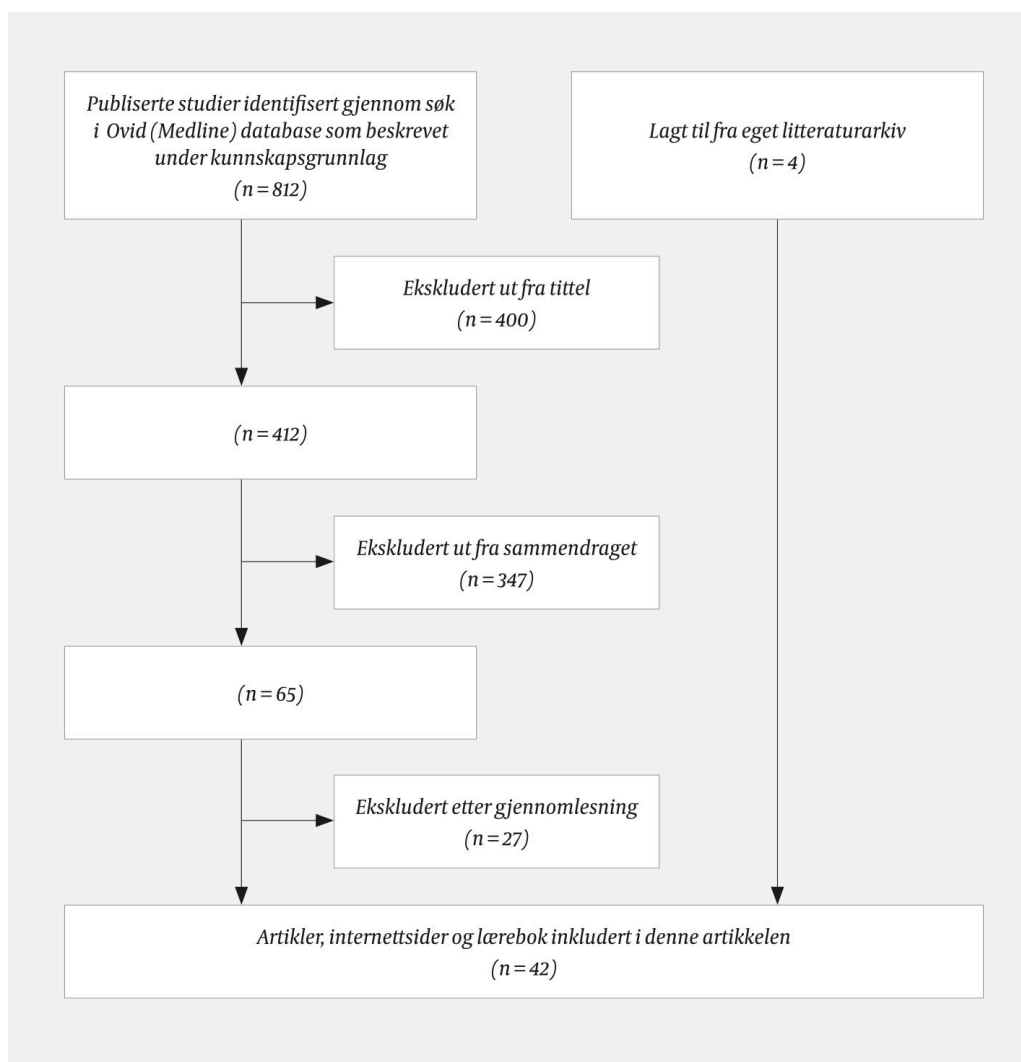 Publiserte studier identifisert gjennom søk
i Ovid (Medline) database som beskrevet
under kunnskapsgrunnlag
(n = 812)
Lagt til fra eget litteraturarkiv
(n = 4)
Ekskludert ut fra tittel
(n = 400)
(n = 412)
Ekskludert ut fra sammendraget
(n = 347)
(n = 65)
Ekskludert etter gjennomlesning
(n = 27)
Artikler, internettsider og lærebok inkludert i denne artikkelen
(n = 42)